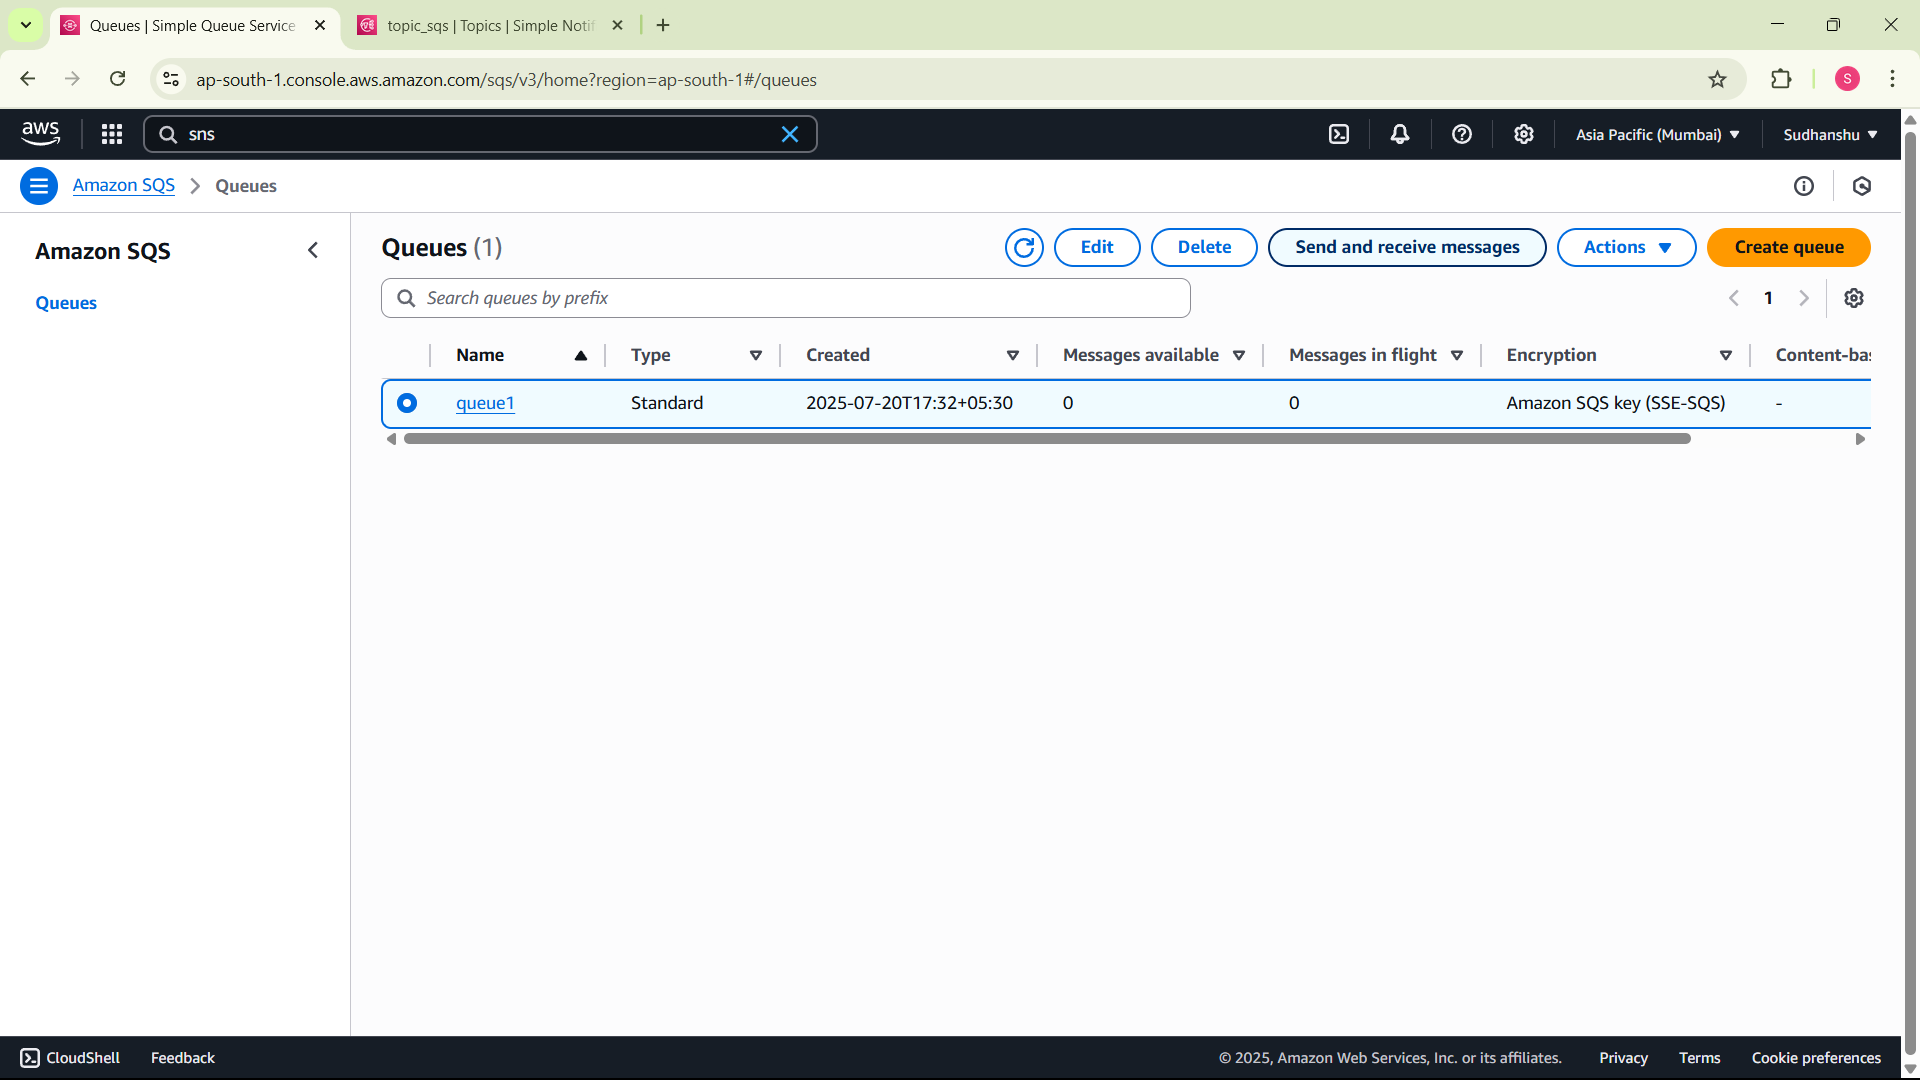 Queues | Simple Queue Service
topic_sqs | Topics | Simple Notif
ap-south-1.console.aws.amazon.com/sqs/v3/home?region=ap-south-1#/queues
S
aws
sns
Asia Pacific (Mumbai)
Sudhanshu
Amazon SQS
Queues
Amazon SQS
Queues
Queues (1)
Edit
Delete
Send and receive messages
Actions
Create queue
Search queues by prefix
1
Name
Type
Created
Messages available
Messages in flight
Encryption
Content-bas
queue1
Standard
2025-07-20T17:32+05:30
0
0
Amazon SQS key (SSE-SQS)
-
CloudShell
Feedback
© 2025, Amazon Web Services, Inc. or its affiliates.
Privacy
Terms
Cookie preferences